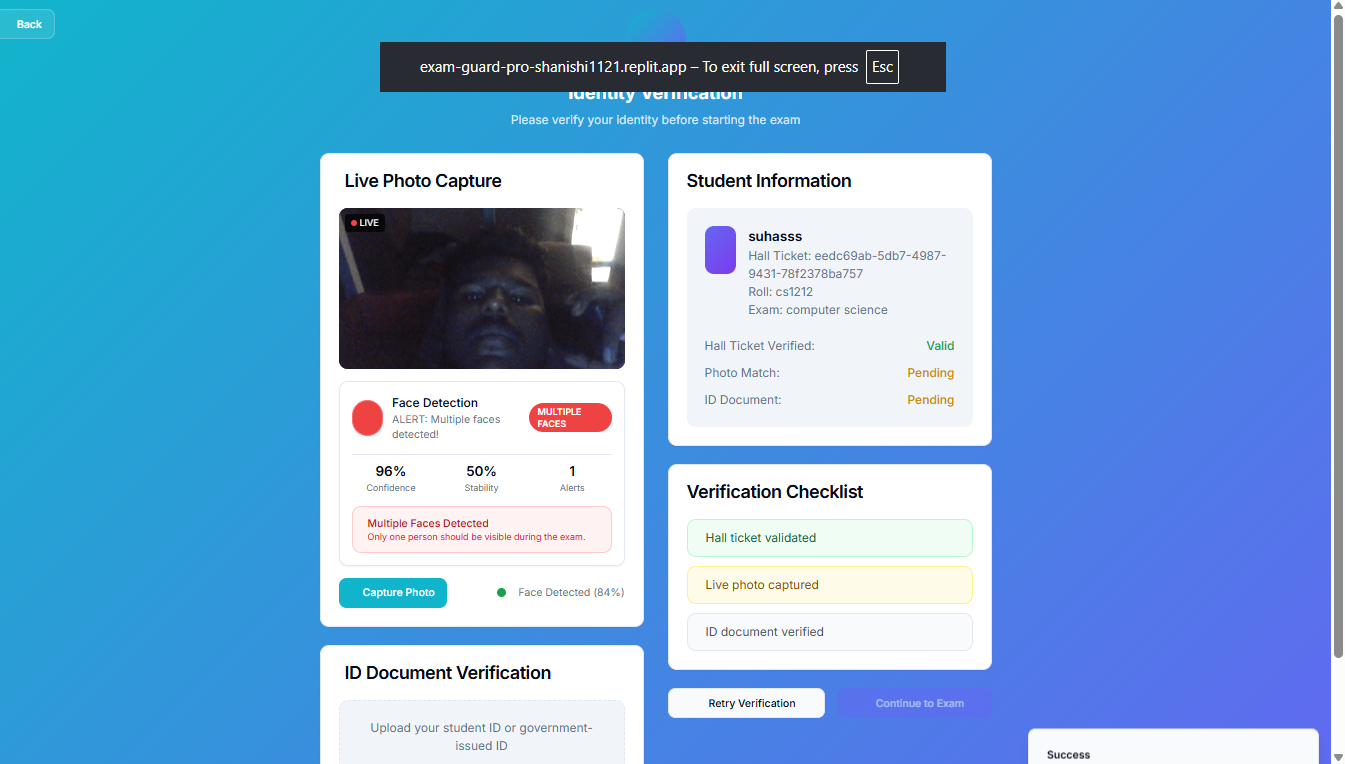 Back
exam-guard-pro-shanishi1121.replit.app – To exit full screen, press Esc
Identity Verification
Please verify your identity before starting the exam
Live Photo Capture
LIVE
Face Detection
ALERT: Multiple faces
detected!
MULTIPLE
FACES
96%
Confidence
50%
Stability
1
Alerts
Multiple Faces Detected
Only one person should be visible during the exam.
Capture Photo
Face Detected (84%)
ID Document Verification
Upload your student ID or government-
issued ID
Student Information
suhasss
Hall Ticket: eedc69ab-5db7-4987-
9431-78f2378ba757
Roll: cs1212
Exam: computer science
Hall Ticket Verified:
Valid
Photo Match:
Pending
ID Document:
Pending
Verification Checklist
Hall ticket validated
Live photo captured
ID document verified
Retry Verification
Continue to Exam
Success